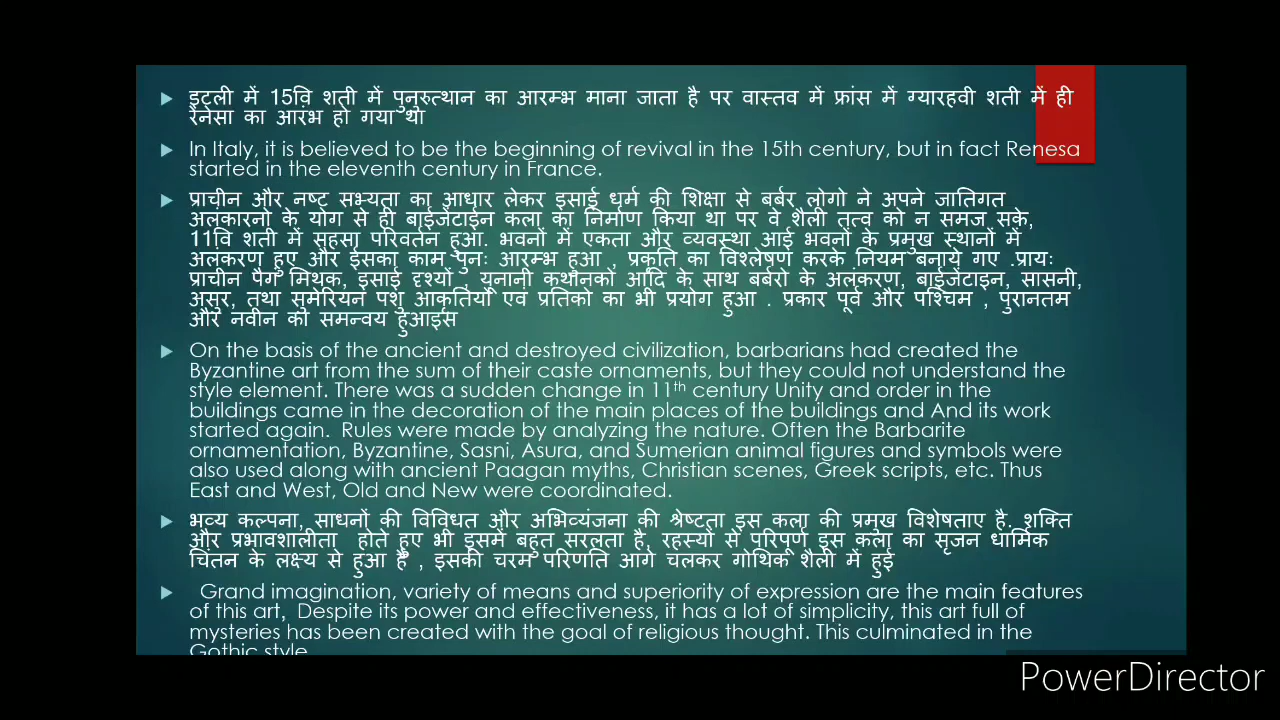 इटली में 15वि शती में पुनुरुत्थान का आरम्भ माना जाता है पर वास्तव में फ्रांस में ग्यारहवी शती में ही
रेनेसा का आरंभ हो गया था
In Italy, it is believed to be the beginning of revival in the 15th century, but in fact Renesa
started in the eleventh century in France.
प्राचीन और नष्ट सभ्यता का आधार लेकर इसाई धर्म की शिक्षा से बर्बर लोगो ने अपने जातिगत
अलंकारनो के योग से ही बाईजेंटाईन कला का निर्माण किया था पर वे शैली तत्व को न समज सके,
11वि शती में सहसा परिवर्तन हुआ. भवनों में एकता और व्यवस्था आई भवनों के प्रमुख स्थानों में
अलंकरण हुए और इसका काम पुनः आरम्भ हुआ , प्रकृति का विश्लेषण करके नियम बनाये गए .प्रायः
प्राचीन पैग मिथक, इसाई दृश्यों , यूनानी कथानको आदि के साथ बर्बरो के अलंकरण, बाईजेंटाइन, सासनी,
असुर, तथा सुमेरियन पशु आकृतियों एवं प्रतिको का भी प्रयोग हुआ . प्रकार पूर्व और पश्चिम , पुरानतम
और नवीन को समन्वय हुआइस
On the basis of the ancient and destroyed civilization, barbarians had created the
Byzantine art from the sum of their caste ornaments, but they could not understand the
style element. There was a sudden change in 11th century Unity and order in the
buildings came in the decoration of the main places of the buildings and And its work
started again. Rules were made by analyzing the nature. Often the Barbarite
ornamentation, Byzantine, Sasni, Asura, and Sumerian animal figures and symbols were
also used along with ancient Paagan myths, Christian scenes, Greek scripts, etc. Thus
East and West, Old and New were coordinated.
भव्य कल्पना, साधनों की विविधत और अभिव्यंजना की श्रेष्टता इस कला की प्रमुख विशेषताए है. शक्ति
और प्रभावशालीता होते हुए भी इसमें बहुत सरलता है, रहस्यों से परिपूर्ण इस कला का सृजन धार्मिक
चिंतन के लक्ष्य से हुआ है , इसकी चरम परिणति आगे चलकर गोथिक शैली में हुई
Grand imagination, variety of means and superiority of expression are the main features
of this art, Despite its power and effectiveness, it has a lot of simplicity, this art full of
mysteries has been created with the goal of religious thought. This culminated in the
Gothic style
PowerDirector